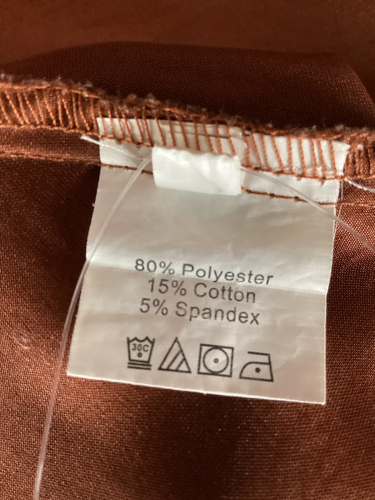 80% Polyester
15% Cotton
5% Spandex
30C